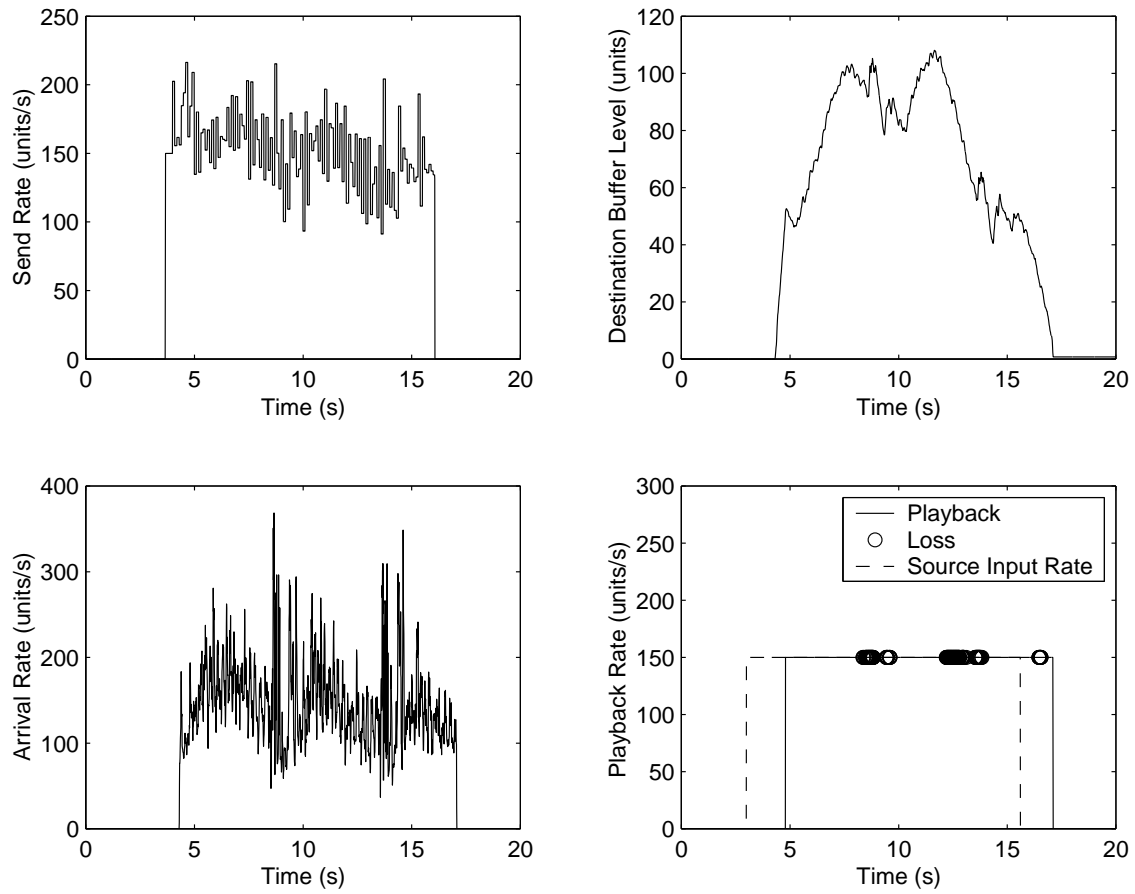 250
200
150
100
50
0
Send Rate (units/s)
0 5 10 15 20
Time (s)
120
100
80
60
40
20
0
Destination Buffer Level (units)
0 5 10 15 20
Time (s)
400
300
200
100
0
Arrival Rate (units/s)
0 5 10 15 20
Time (s)
300
250
200
150
100
50
0
Playback Rate (units/s)
Playback
Loss
Source Input Rate
0 5 10 15 20
Time (s)